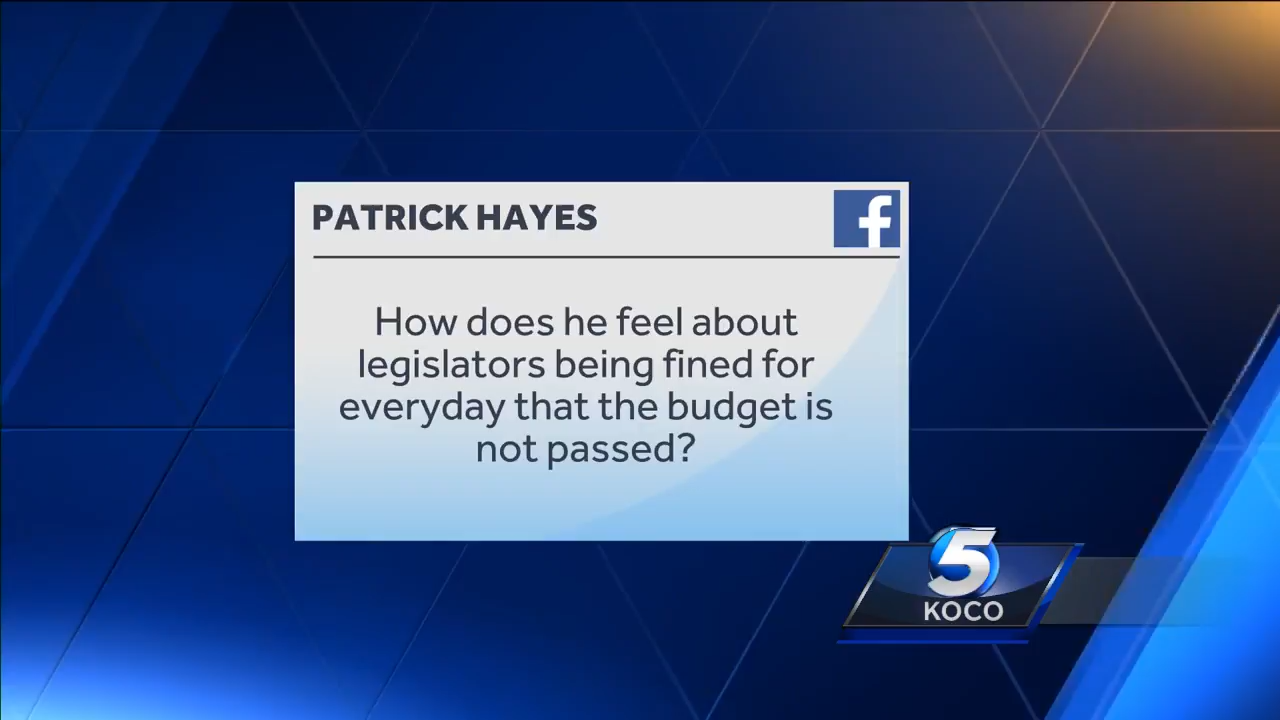 PATRICK HAYES
f
How does he feel about
legislators being fined for
everyday that the budget is
not passed?
5
KOCO